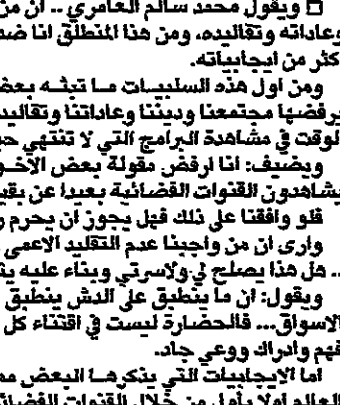 □ ويقول محمد سالم العامري .. ان من
وعاداته وتقاليده، ومن هذا المنطلق انا ضد
كثر من ايجابياته.
ومن اول هذه السلبيات ما تبثه بعض
يرفضها مجتمعنا وديننا وعاداتنا وتقاليد
لوقت في مشاهدة البرامج التي لا تنتهي
ويضيف: انا ارفض مقولة بعض الاخو
يشاهدون القنوات الفضائية بعيدا عن بقي
فلو وافقنا على ذلك فهل يجوز ان يحرم ر
وارى ان من واجبنا عدم التقليد الاعمى
.. هل هذا يصلح لي ولاسرتي وبناء عليه ين
ويقول: ان ما ينطبق على الدش ينطبق
الاسواق... فالحضارة ليست في اقتناء كل
فهم وادراك ووعي جاد.
اما الايجابيات التي يذكرها البعض مم
العالم اولا بأول من خلال القنوات الفضائ